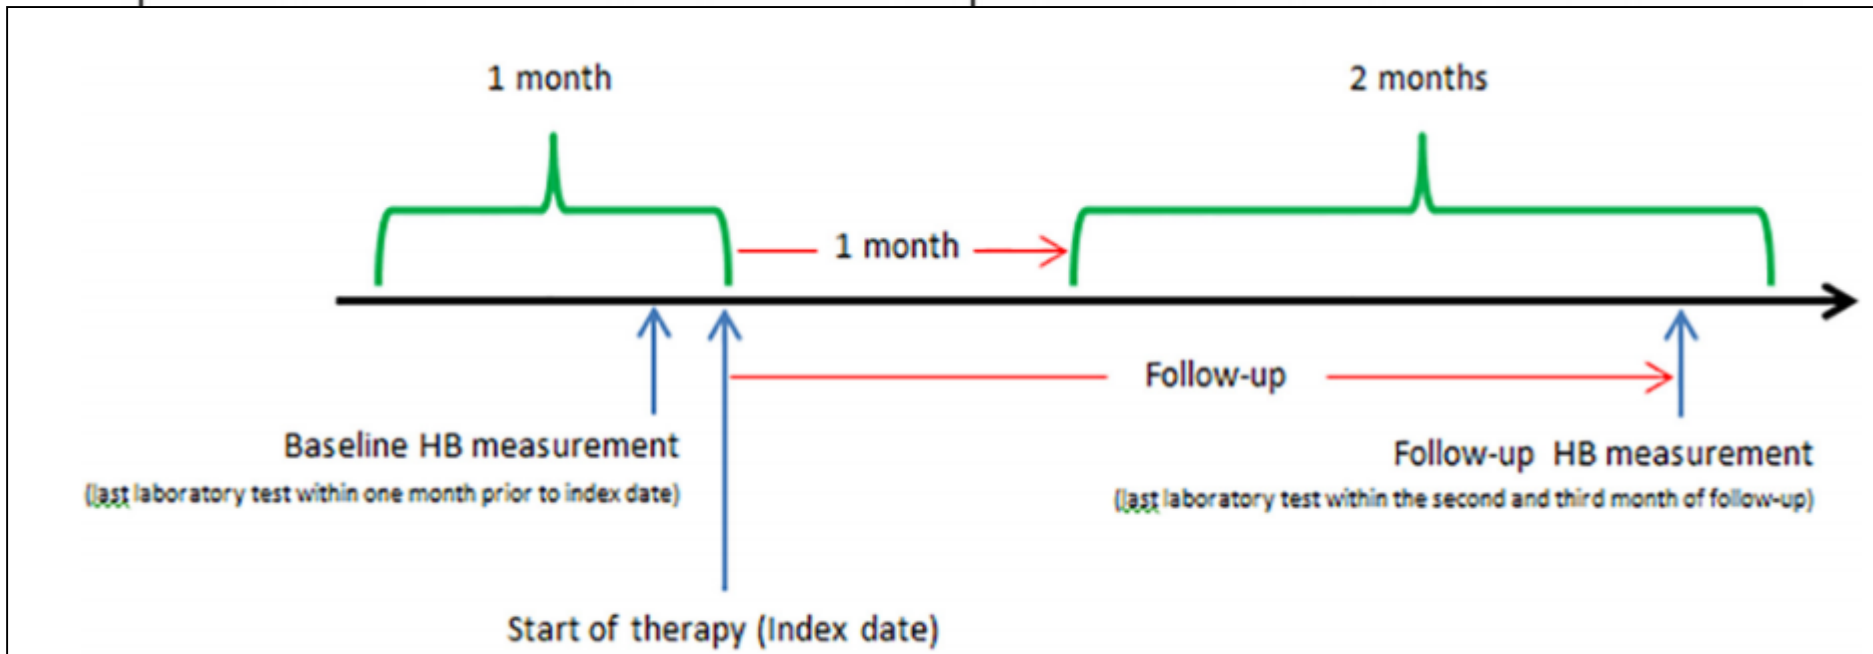 1 month
2 months
1 month
Follow-up
Baseline HB measurement
(last laboratory test within one month prior to index date)
Follow-up HB measurement
(last laboratory test within the second and third month of follow-up)
Start of therapy (Index date)